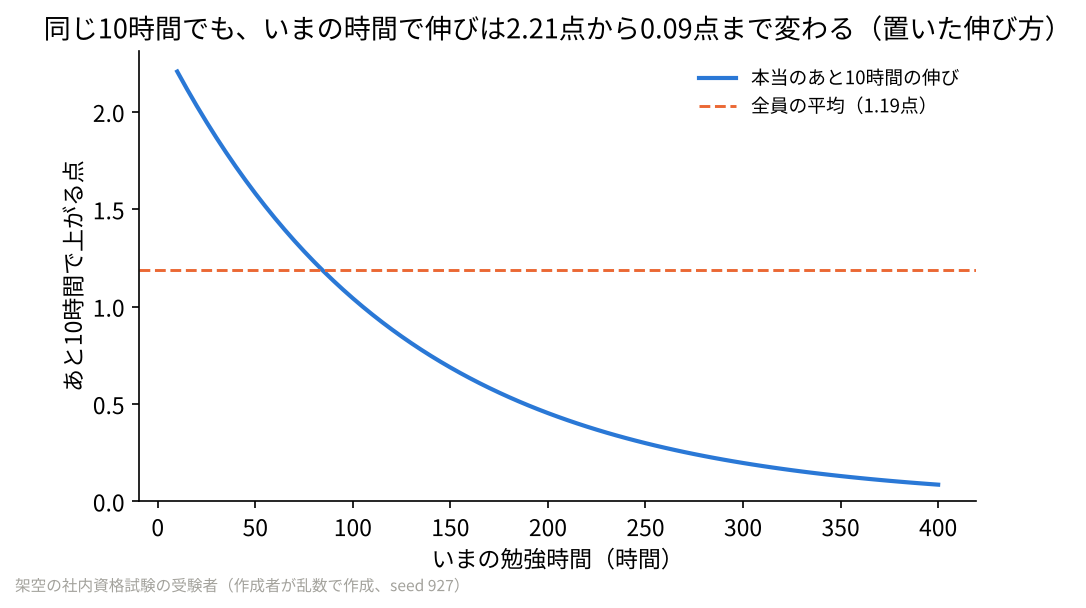 同じ10時間でも、いまの時間で伸びは2.21点から0.09点まで変わる（置いた伸び方）
本当のあと10時間の伸び
全員の平均（1.19点）
あと10時間で上がる点
2.0
1.5
1.0
0.5
0.0
0 50 100 150 200 250 300 350 400
いまの勉強時間（時間）
架空の社内資格試験の受験者（作成者が乱数で作成、seed 927）